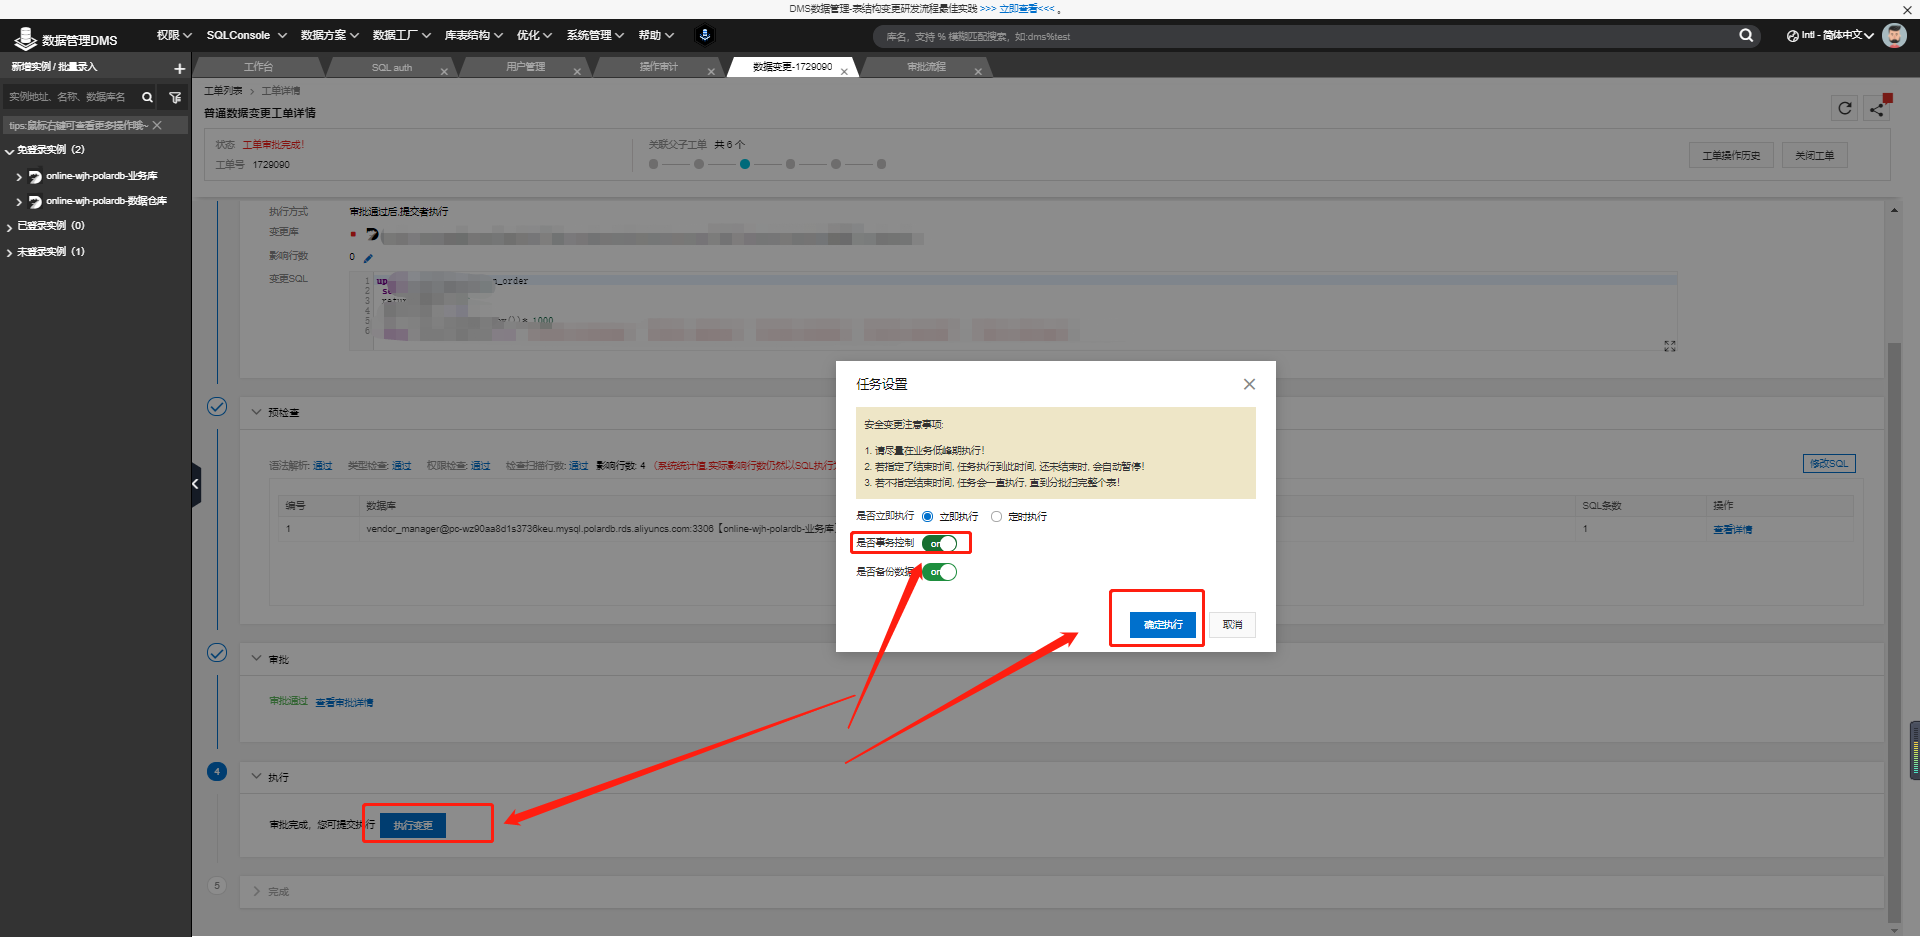 DMS数据管理-表结构变更研发流程最佳实践 >>> 立即查看<<< 。
数据管理DMS
权限 SQLConsole 数据方案 数据工厂 库表结构 优化 系统管理 帮助
库名，支持 % 模糊匹配搜索，如:dms%test
Intl - 简体中文
新增实例 / 批量录入
工作台 SQL auth 用户管理 操作审计 数据变更-1729090 审批流程
实例地址、名称、数据库名
tips:鼠标右键可查看更多操作哦~
免登录实例（2）
online-wjh-polardb-业务库
online-wjh-polardb-数据仓库
已登录实例（0）
未登录实例（1）
工单列表 > 工单详情
普通数据变更工单详情
状态 工单审批完成!
工单号 1729090
关联父子工单 共 6 个
工单操作历史 关闭工单
执行方式 审批通过后,提交者执行
变更库
影响行数 0
变更SQL
1 up n_order
2 se
3 retur
4
5 ())* 1000
6
预检查
语法解析: 通过 类型检查: 通过 权限检查: 通过 检查扫描行数: 通过 影响行数: 4 （系统统计值,实际影响行数仍然以SQL执行
修改SQL
编号 数据库 SQL条数 操作
1 vendor_manager@pc-wz90aa8d1s3736keu.mysql.polardb.rds.aliyuncs.com:3306【online-wjh-polardb-业务库 1 查看详情
任务设置
安全变更注意事项:
1. 请尽量在业务低峰期执行!
2. 若指定了结束时间, 任务执行到此时间, 还未结束时, 会自动暂停!
3. 若不指定结束时间, 任务会一直执行, 直到分批扫完整个表!
是否立即执行 立即执行 定时执行
是否事务控制 on
是否备份数据 on
确定执行 取消
审批
审批通过 查看审批详情
4 执行
审批完成，您可提交执行 执行变更
5 完成